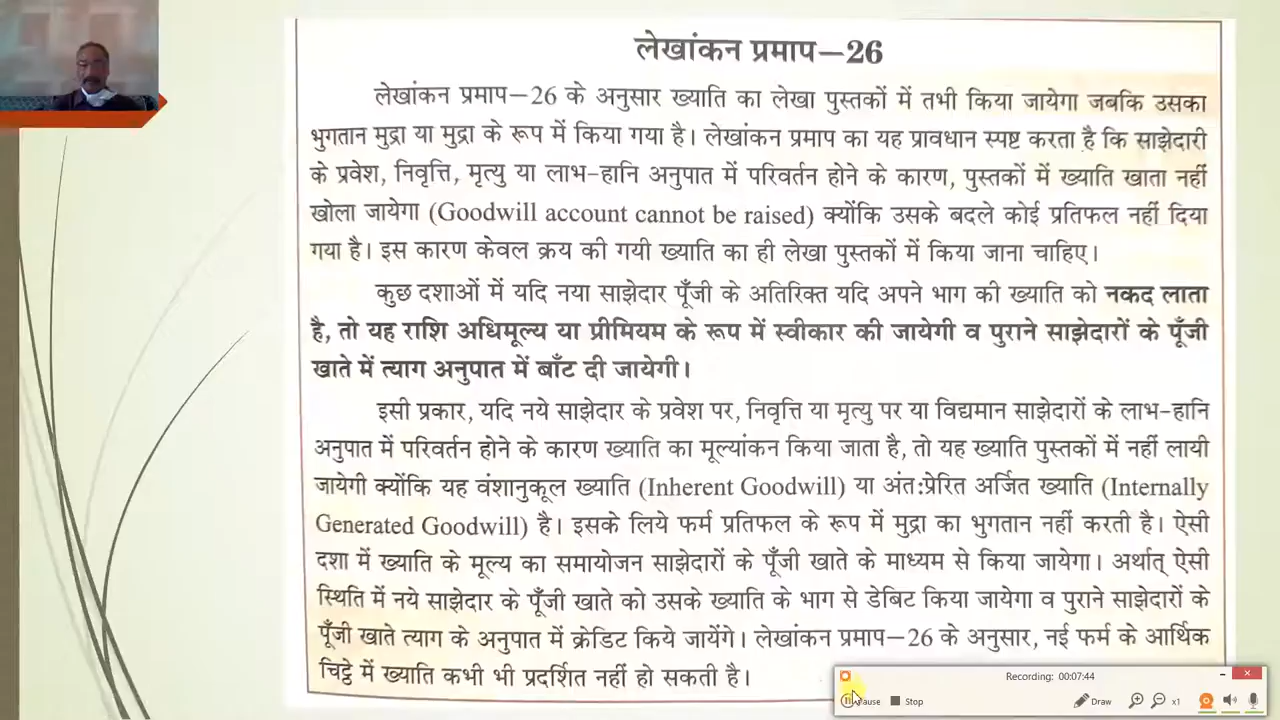 लेखांकन प्रमाप–26
लेखांकन प्रमाप–26 के अनुसार ख्याति का लेखा पुस्तकों में तभी किया जायेगा जबकि उसका
भुगतान मुद्रा या मुद्रा के रूप में किया गया है। लेखांकन प्रमाप का यह प्रावधान स्पष्ट करता है कि साझेदारी
के प्रवेश, निवृत्ति, मृत्यु या लाभ-हानि अनुपात में परिवर्तन होने के कारण, पुस्तकों में ख्याति खाता नहीं
खोला जायेगा (Goodwill account cannot be raised) क्योंकि उसके बदले कोई प्रतिफल नहीं दिया
गया है। इस कारण केवल क्रय की गयी ख्याति का ही लेखा पुस्तकों में किया जाना चाहिए।
कुछ दशाओं में यदि नया साझेदार पूँजी के अतिरिक्त यदि अपने भाग की ख्याति को नकद लाता
है, तो यह राशि अधिमूल्य या प्रीमियम के रूप में स्वीकार की जायेगी व पुराने साझेदारों के पूँजी
खाते में त्याग अनुपात में बाँट दी जायेगी।
इसी प्रकार, यदि नये साझेदार के प्रवेश पर, निवृत्ति या मृत्यु पर या विद्यमान साझेदारों के लाभ-हानि
अनुपात में परिवर्तन होने के कारण ख्याति का मूल्यांकन किया जाता है, तो यह ख्याति पुस्तकों में नहीं लायी
जायेगी क्योंकि यह वंशानुकूल ख्याति (Inherent Goodwill) या अंत:प्रेरित अर्जित ख्याति (Internally
Generated Goodwill) है। इसके लिये फर्म प्रतिफल के रूप में मुद्रा का भुगतान नहीं करती है। ऐसी
दशा में ख्याति के मूल्य का समायोजन साझेदारों के पूँजी खाते के माध्यम से किया जायेगा। अर्थात् ऐसी
स्थिति में नये साझेदार के पूँजी खाते को उसके ख्याति के भाग से डेबिट किया जायेगा व पुराने साझेदारों के
पूँजी खाते त्याग के अनुपात में क्रेडिट किये जायेंगे। लेखांकन प्रमाप–26 के अनुसार, नई फर्म के आर्थिक
चिट्ठे में ख्याति कभी भी प्रदर्शित नहीं हो सकती है।
Recording: 00:07:44
Pause Stop Draw x1